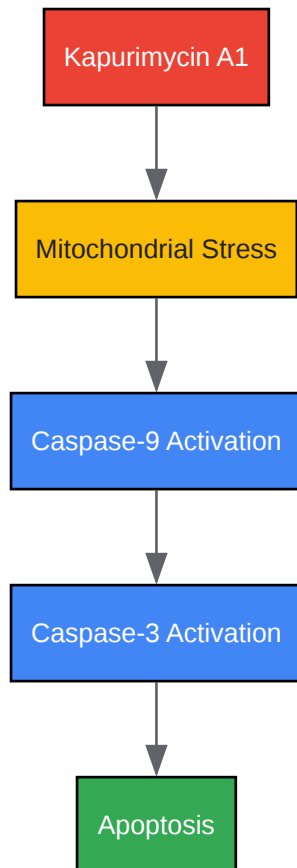 Kapurimycin A1
Mitochondrial Stress
Caspase-9 Activation
Caspase-3 Activation
Apoptosis